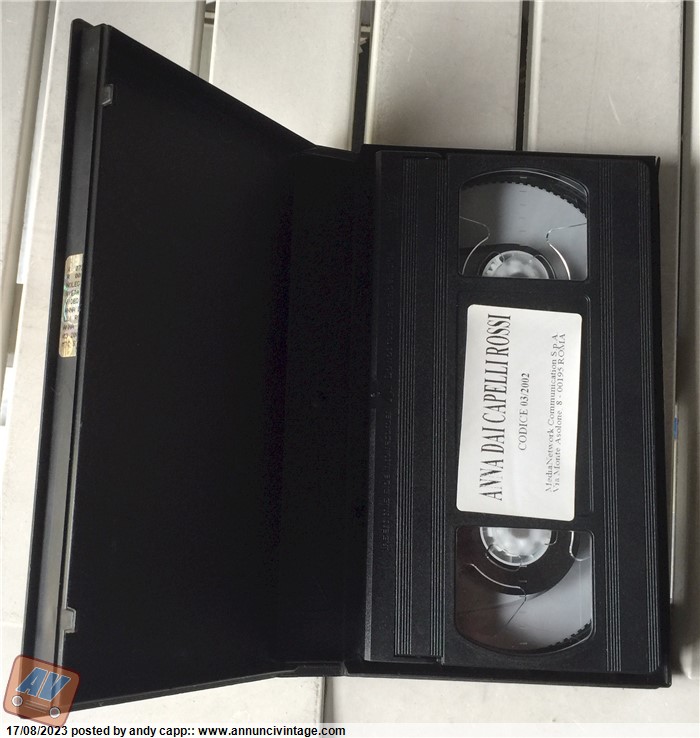 ANNA DAI CAPELLI ROSSI
CODICE 03/2002
MediaNetwork Communication S.p.A.
Via Monte Asolone, 8 - 00195 ROMA
AV
17/08/2023 posted by andy capp:: www.annuncivintage.com